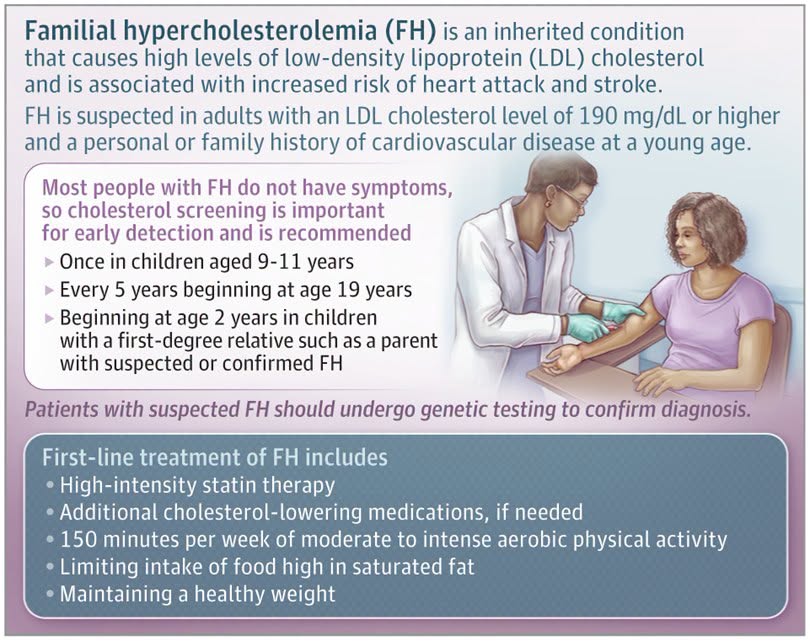 Familial hypercholesterolemia (FH) is an inherited condition
that causes high levels of low-density lipoprotein (LDL) cholesterol
and is associated with increased risk of heart attack and stroke.
FH is suspected in adults with an LDL cholesterol level of 190 mg/dL or higher
and a personal or family history of cardiovascular disease at a young age.
Most people with FH do not have symptoms,
so cholesterol screening is important
for early detection and is recommended
▸ Once in children aged 9-11 years
▸ Every 5 years beginning at age 19 years
▸ Beginning at age 2 years in children
with a first-degree relative such as a parent
with suspected or confirmed FH
Patients with suspected FH should undergo genetic testing to confirm diagnosis.
First-line treatment of FH includes
• High-intensity statin therapy
• Additional cholesterol-lowering medications, if needed
• 150 minutes per week of moderate to intense aerobic physical activity
• Limiting intake of food high in saturated fat
• Maintaining a healthy weight